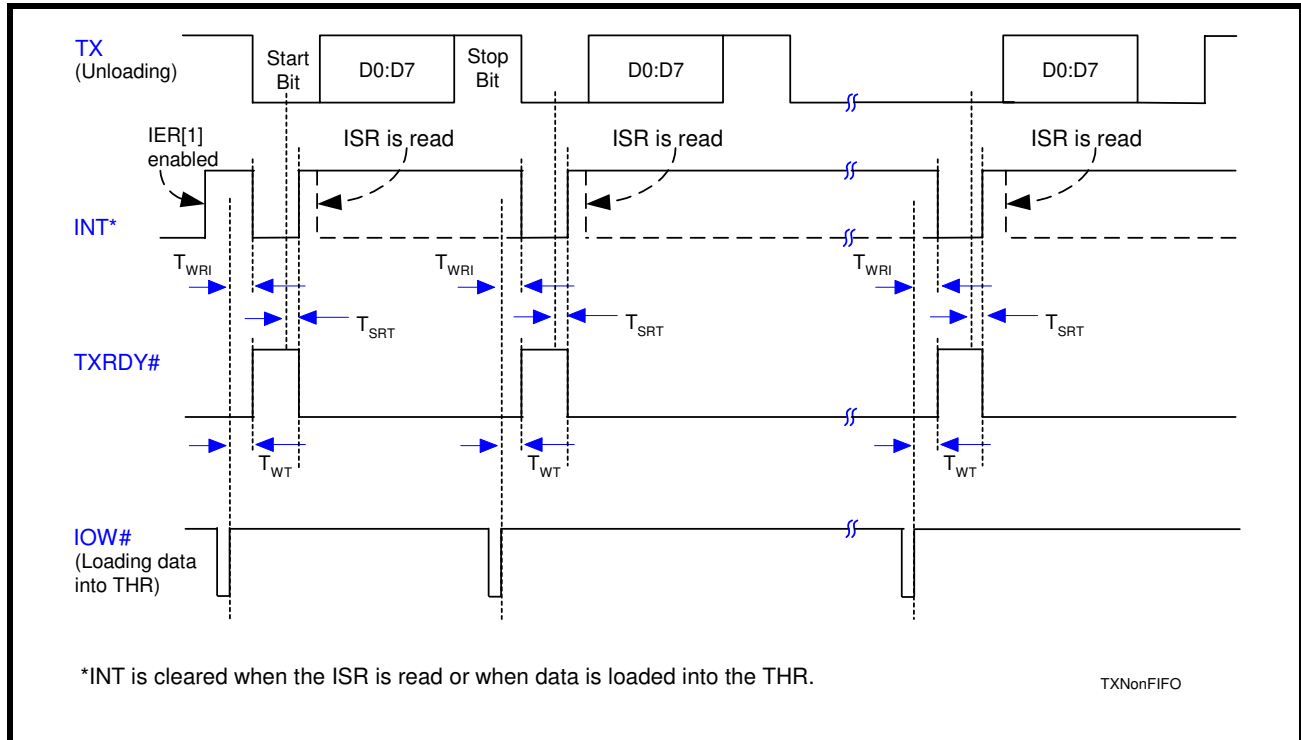 TX
(Unloading)
Start
Bit
D0:D7
Stop
Bit
D0:D7
D0:D7
IER[1]
enabled
ISR is read
ISR is read
ISR is read
INT*
TWRI
TWRI
TWRI
TSRT
TSRT
TSRT
TXRDY#
TWT
TWT
TWT
IOW#
(Loading data
into THR)
*INT is cleared when the ISR is read or when data is loaded into the THR.
TXNonFIFO